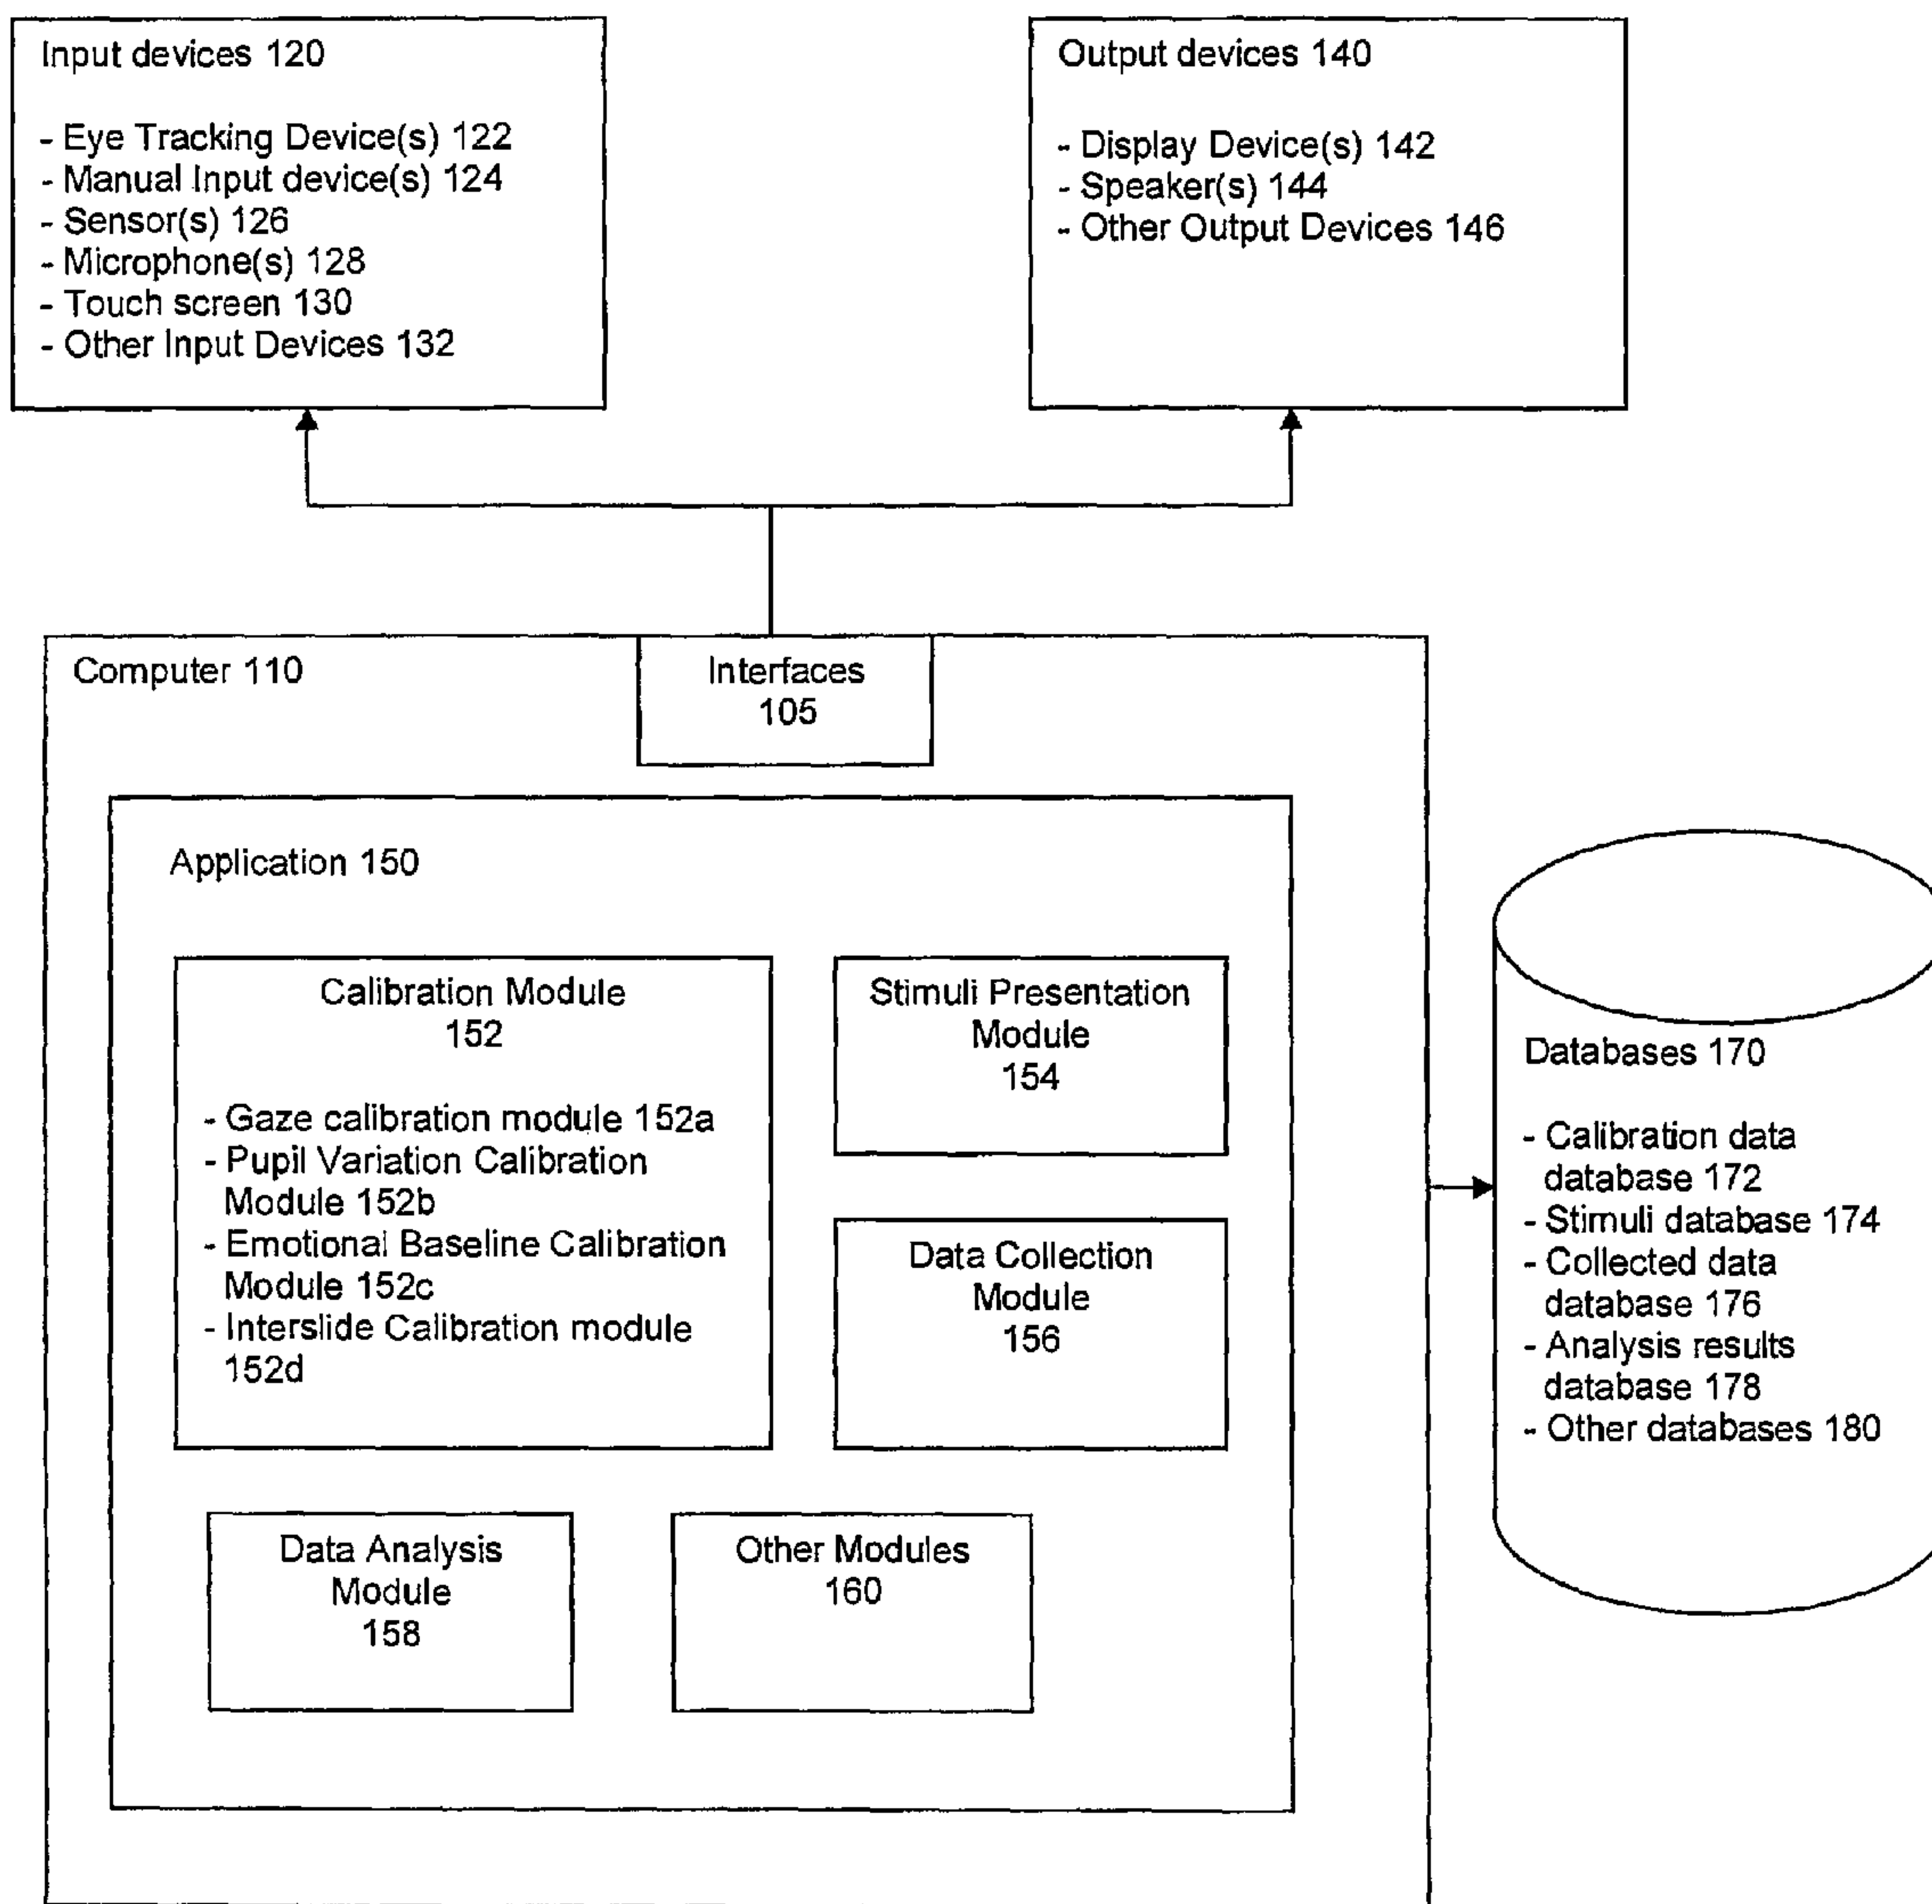 Input devices 120
- Eye Tracking Device(s) 122
- Manual Input device(s) 124
- Sensor(s) 126
- Microphone(s) 128
- Touch screen 130
- Other Input Devices 132
Output devices 140
- Display Device(s) 142
- Speaker(s) 144
- Other Output Devices 146
Computer 110
Interfaces
105
Application 150
Calibration Module
152
- Gaze calibration module 152a
- Pupil Variation Calibration
Module 152b
- Emotional Baseline Calibration
Module 152c
- Interslide Calibration module
152d
Stimuli Presentation
Module
154
Data Collection
Module
156
Data Analysis
Module
158
Other Modules
160
Databases 170
- Calibration data
database 172
- Stimuli database 174
- Collected data
database 176
- Analysis results
database 178
- Other databases 180